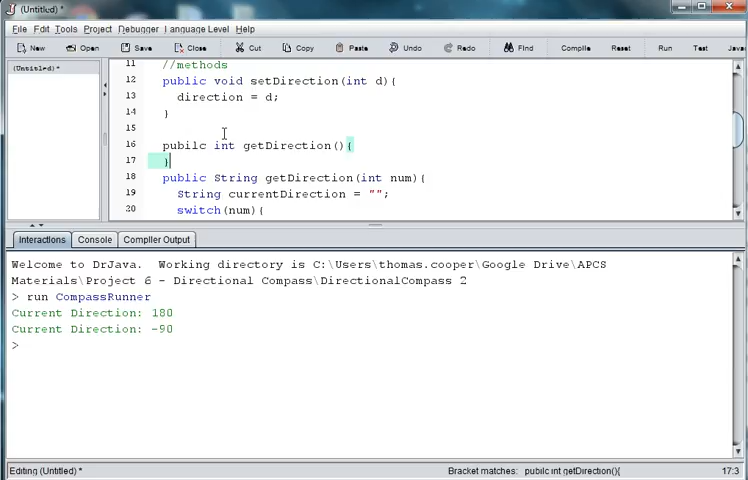 (Untitled) *
File Edit Tools Project Debugger Language Level Help
New Open Save Close Cut Copy Paste Undo Redo Find Compile Reset Run Test Java
(Untitled) *
11 //methods
12 public void setDirection(int d){
13 direction = d;
14 }
15
16 pubilc int getDirection(){
17 }
18 public String getDirection(int num){
19 String currentDirection = "";
20 switch(num){
Interactions Console Compiler Output
Welcome to DrJava. Working directory is C:\Users\thomas.cooper\Google Drive\APCS
Materials\Project 6 - Directional Compass\DirectionalCompass 2
> run CompassRunner
Current Direction: 180
Current Direction: -90
>
Editing (Untitled) * Bracket matches: pubilc int getDirection(){ 17:3